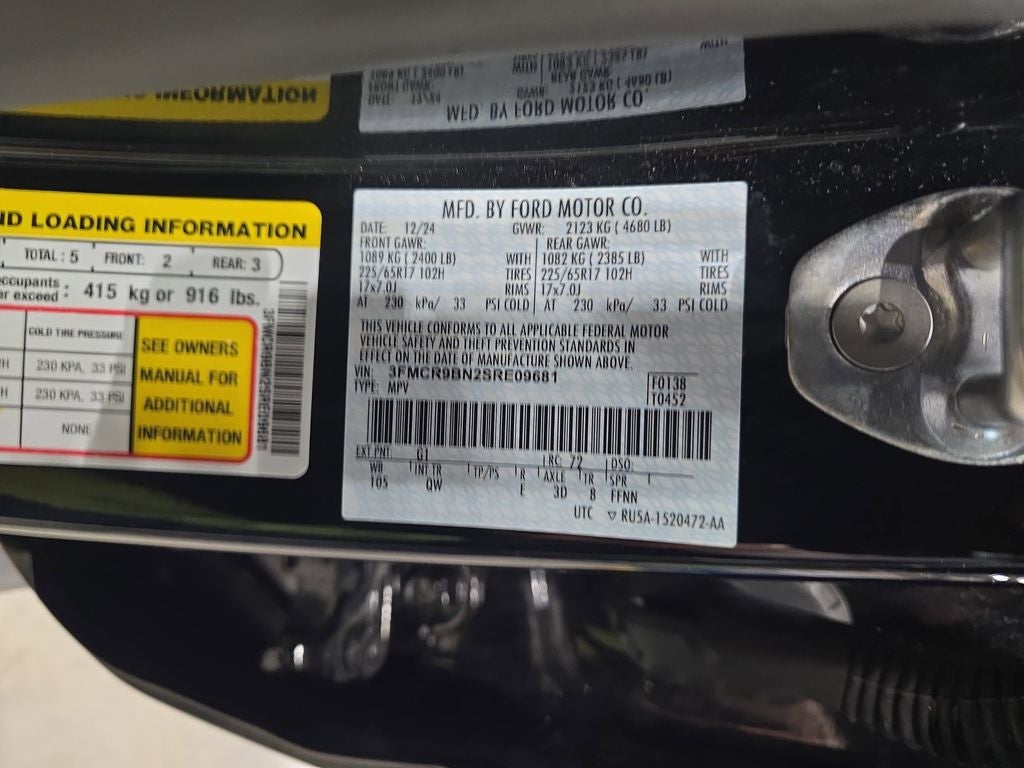 ND LOADING INFORMATION
TOTAL : 5 FRONT: 2 REAR: 3
occupants
er exceed : 415 kg or 916 lbs.
COLD TIRE PRESSURE
230 KPA, 33 PSI
230 KPA, 33 PSI
NONE
SEE OWNERS
MANUAL FOR
ADDITIONAL
INFORMATION
MFD. BY FORD MOTOR CO.
DATE: 12/24 GVWR: 2123 KG ( 4680 LB)
FRONT GAWR: REAR GAWR:
1089 KG ( 2400 LB) WITH 1082 KG ( 2385 LB) WITH
225/65R17 102H TIRES 225/65R17 102H TIRES
17x7.0J RIMS 17x7.0J RIMS
AT 230 kPa/ 33 PSI COLD AT 230 kPa/ 33 PSI COLD
THIS VEHICLE CONFORMS TO ALL APPLICABLE FEDERAL MOTOR
VEHICLE SAFETY AND THEFT PREVENTION STANDARDS IN
EFFECT ON THE DATE OF MANUFACTURE SHOWN ABOVE.
VIN: 3FMCR9BN2SRE09681
TYPE: MPV
F0138
T0452
EXT PNT: G1 LRC: 72 DSO:
WB INT TR TP/PS R AXLE TR SPR
105 QW E 3D 8 FFNN
UTC ▽ RU5A-1520472-AA